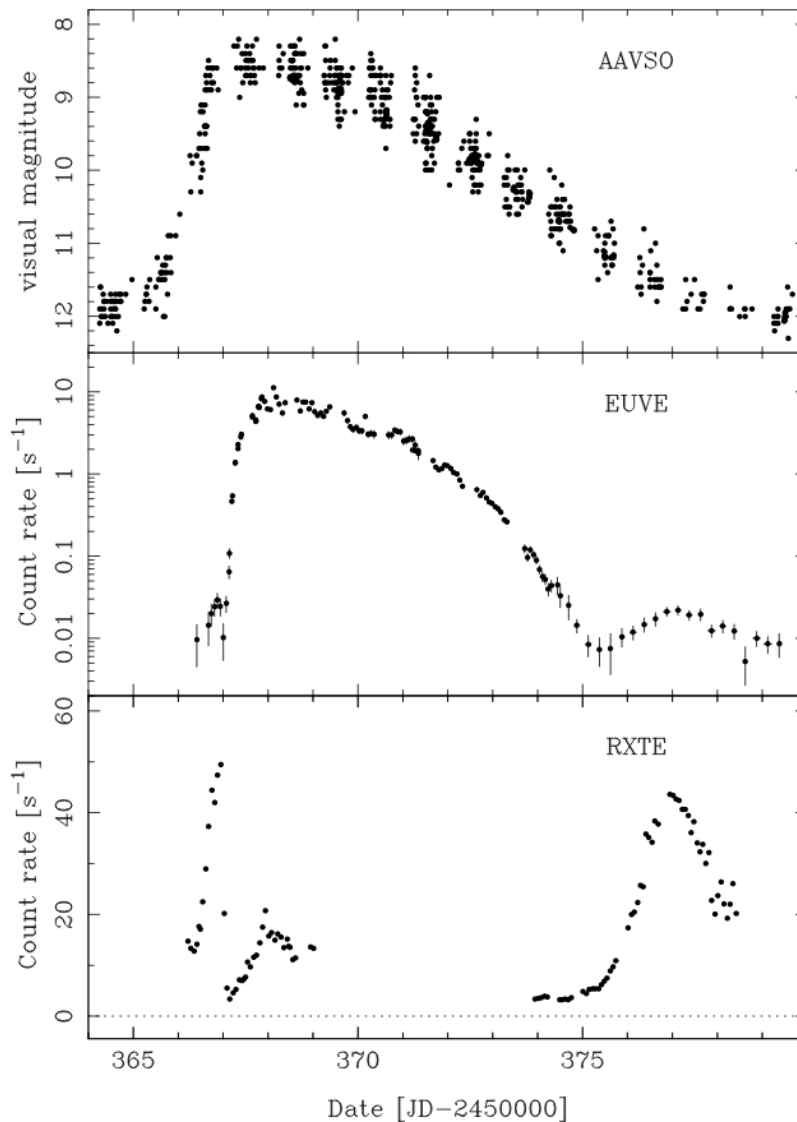 AAVSO
visual magnitude
8
9
10
11
12
EUVE
Count rate [s⁻¹]
10
1
0.1
0.01
RXTE
Count rate [s⁻¹]
60
40
20
0
365 370 375
Date [JD−2450000]